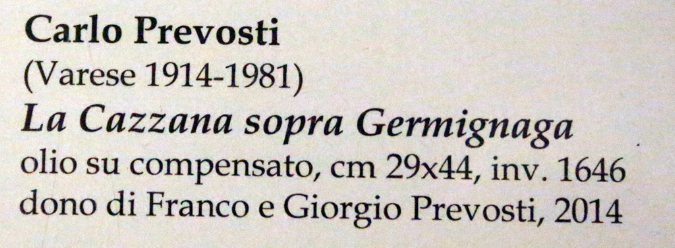 Carlo Prevosti
(Varese 1914-1981)
La Cazzana sopra Germignaga
olio su compensato, cm 29x44, inv. 1646
dono di Franco e Giorgio Prevosti, 2014